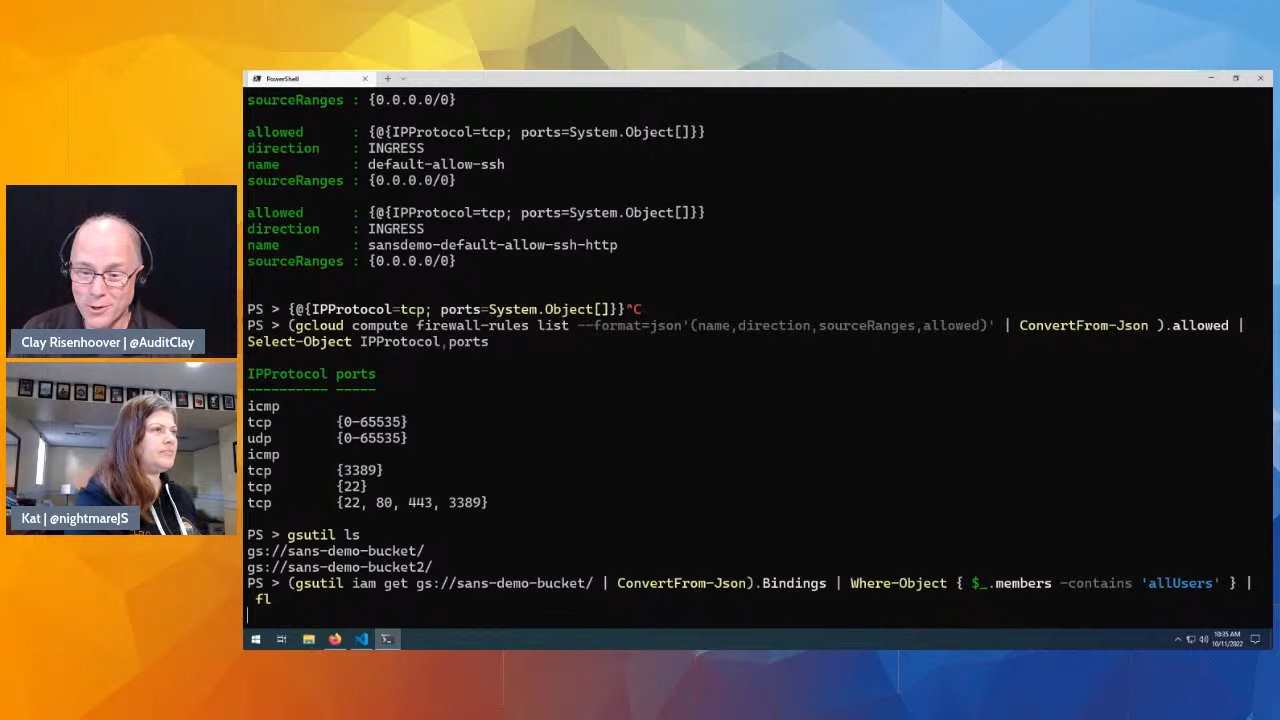 PowerShell
sourceRanges : {0.0.0.0/0}
allowed : {@{IPProtocol=tcp; ports=System.Object[]}}
direction : INGRESS
name : default-allow-ssh
sourceRanges : {0.0.0.0/0}
allowed : {@{IPProtocol=tcp; ports=System.Object[]}}
direction : INGRESS
name : sansdemo-default-allow-ssh-http
sourceRanges : {0.0.0.0/0}
PS > {@{IPProtocol=tcp; ports=System.Object[]}}^C
PS > (gcloud compute firewall-rules list --format=json'(name,direction,sourceRanges,allowed)' | ConvertFrom-Json ).allowed |
Select-Object IPProtocol,ports
IPProtocol ports
---------- -----
icmp
tcp {0-65535}
udp {0-65535}
icmp
tcp {3389}
tcp {22}
tcp {22, 80, 443, 3389}
PS > gsutil ls
gs://sans-demo-bucket/
gs://sans-demo-bucket2/
PS > (gsutil iam get gs://sans-demo-bucket/ | ConvertFrom-Json).Bindings | Where-Object { $_.members -contains 'allUsers' } |
fl
Clay Risenhoover | @AuditClay
Kat | @nightmareJS
10:35 AM
10/11/2022